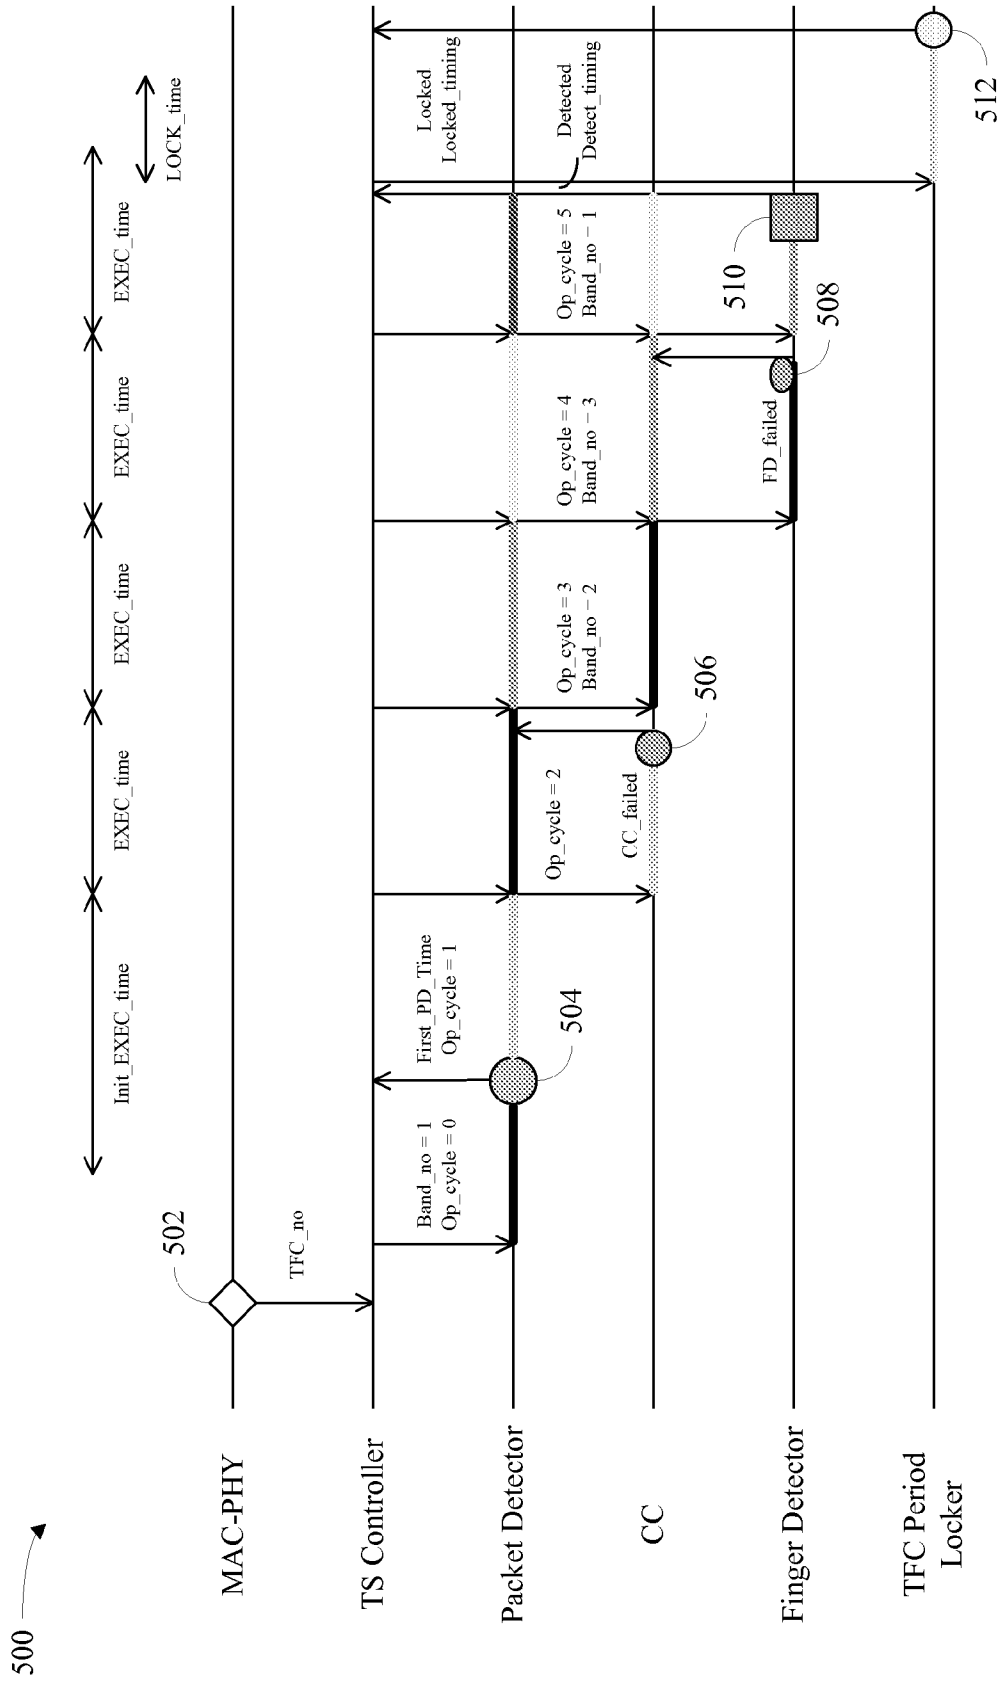 500
Init_EXEC_time
EXEC_time
EXEC_time
EXEC_time
EXEC_time
LOCK_time
502
MAC-PHY
TFC_no
TS Controller
Band_no = 1
Op_cycle = 0
First_PD_Time
Op_cycle = 1
Locked
Locked_timing
Packet Detector
504
Op_cycle = 2
Op_cycle = 3
Band_no − 2
Op_cycle = 4
Band_no − 3
Op_cycle = 5
Band_no − 1
Detected
Detect_timing
CC
CC_failed
506
FD_failed
510
508
Finger Detector
TFC Period
Locker
512